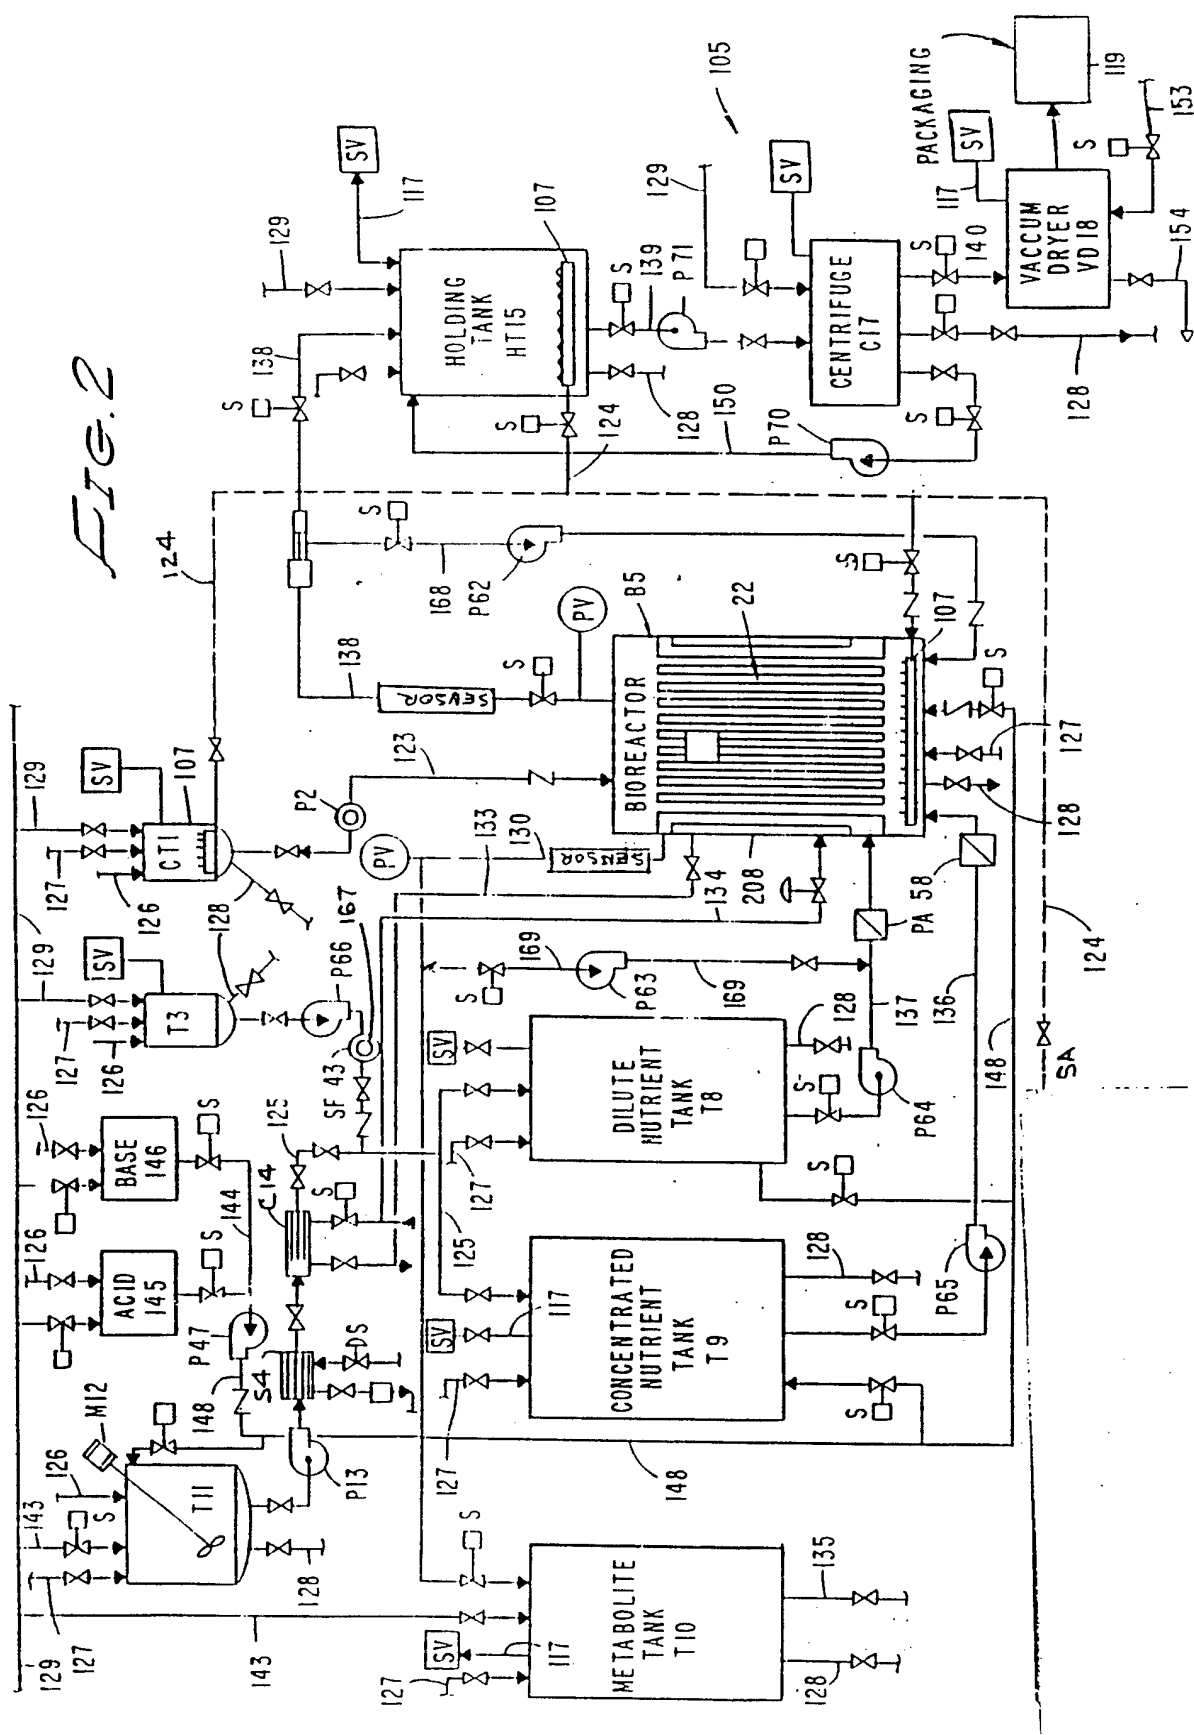 FIG. 2
105
129
127
143
S
126
M2
T11
128
148
P13
143
P47
ACID
145
126
BASE
146
126
S
S
144
S4
DS
C14
S
125
SF 43
167
P66
T3
SV
129
127
126
128
CT1
SV
107
129
127
126
P2
133
123
130
PV
SENSOR
134
208
124
138
SENSOR
S
PV
168
P62
S
138
S
129
117
SV
HOLDING
TANK
HT15
107
S
124
128
S
139
P71
150
P70
129
SV
CENTRIFUGE
C17
S
S
140
128
PACKAGING
119
SV
117
VACCUM
DRYER
VD18
S
153
154
BIOREACTOR
B5
22
107
S
S
127
128
58
PA
136
137
124
SA
148
S
169
P63
169
SV
DILUTE
NUTRIENT
TANK T8
127
125
128
S
P64
S
SV
117
127
CONCENTRATED
NUTRIENT
TANK
T9
128
S
P65
S
148
S
SV
117
127
143
METABOLITE
TANK
T10
135
128